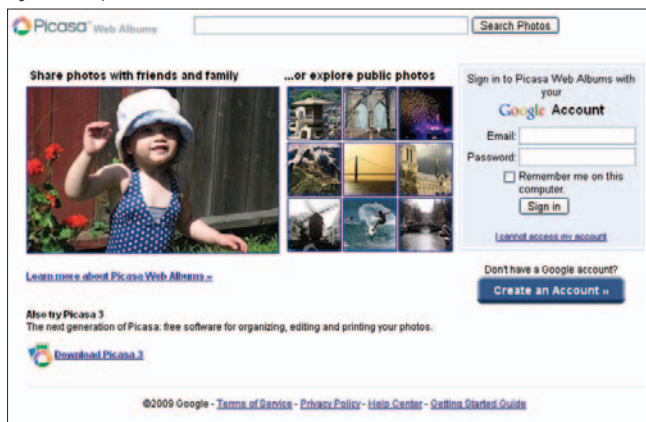 Picasa™ Web Albums
Search Photos
Share photos with friends and family
...or explore public photos
Sign in to Picasa Web Albums with
your
Google Account
Email:
Password:
Remember me on this
computer.
Sign in
I cannot access my account
Learn more about Picasa Web Albums »
Don't have a Google account?
Create an Account »
Also try Picasa 3
The next generation of Picasa: free software for organizing, editing and printing your photos.
Download Picasa 3
©2009 Google - Terms of Service - Privacy Policy - Help Center - Getting Started Guide